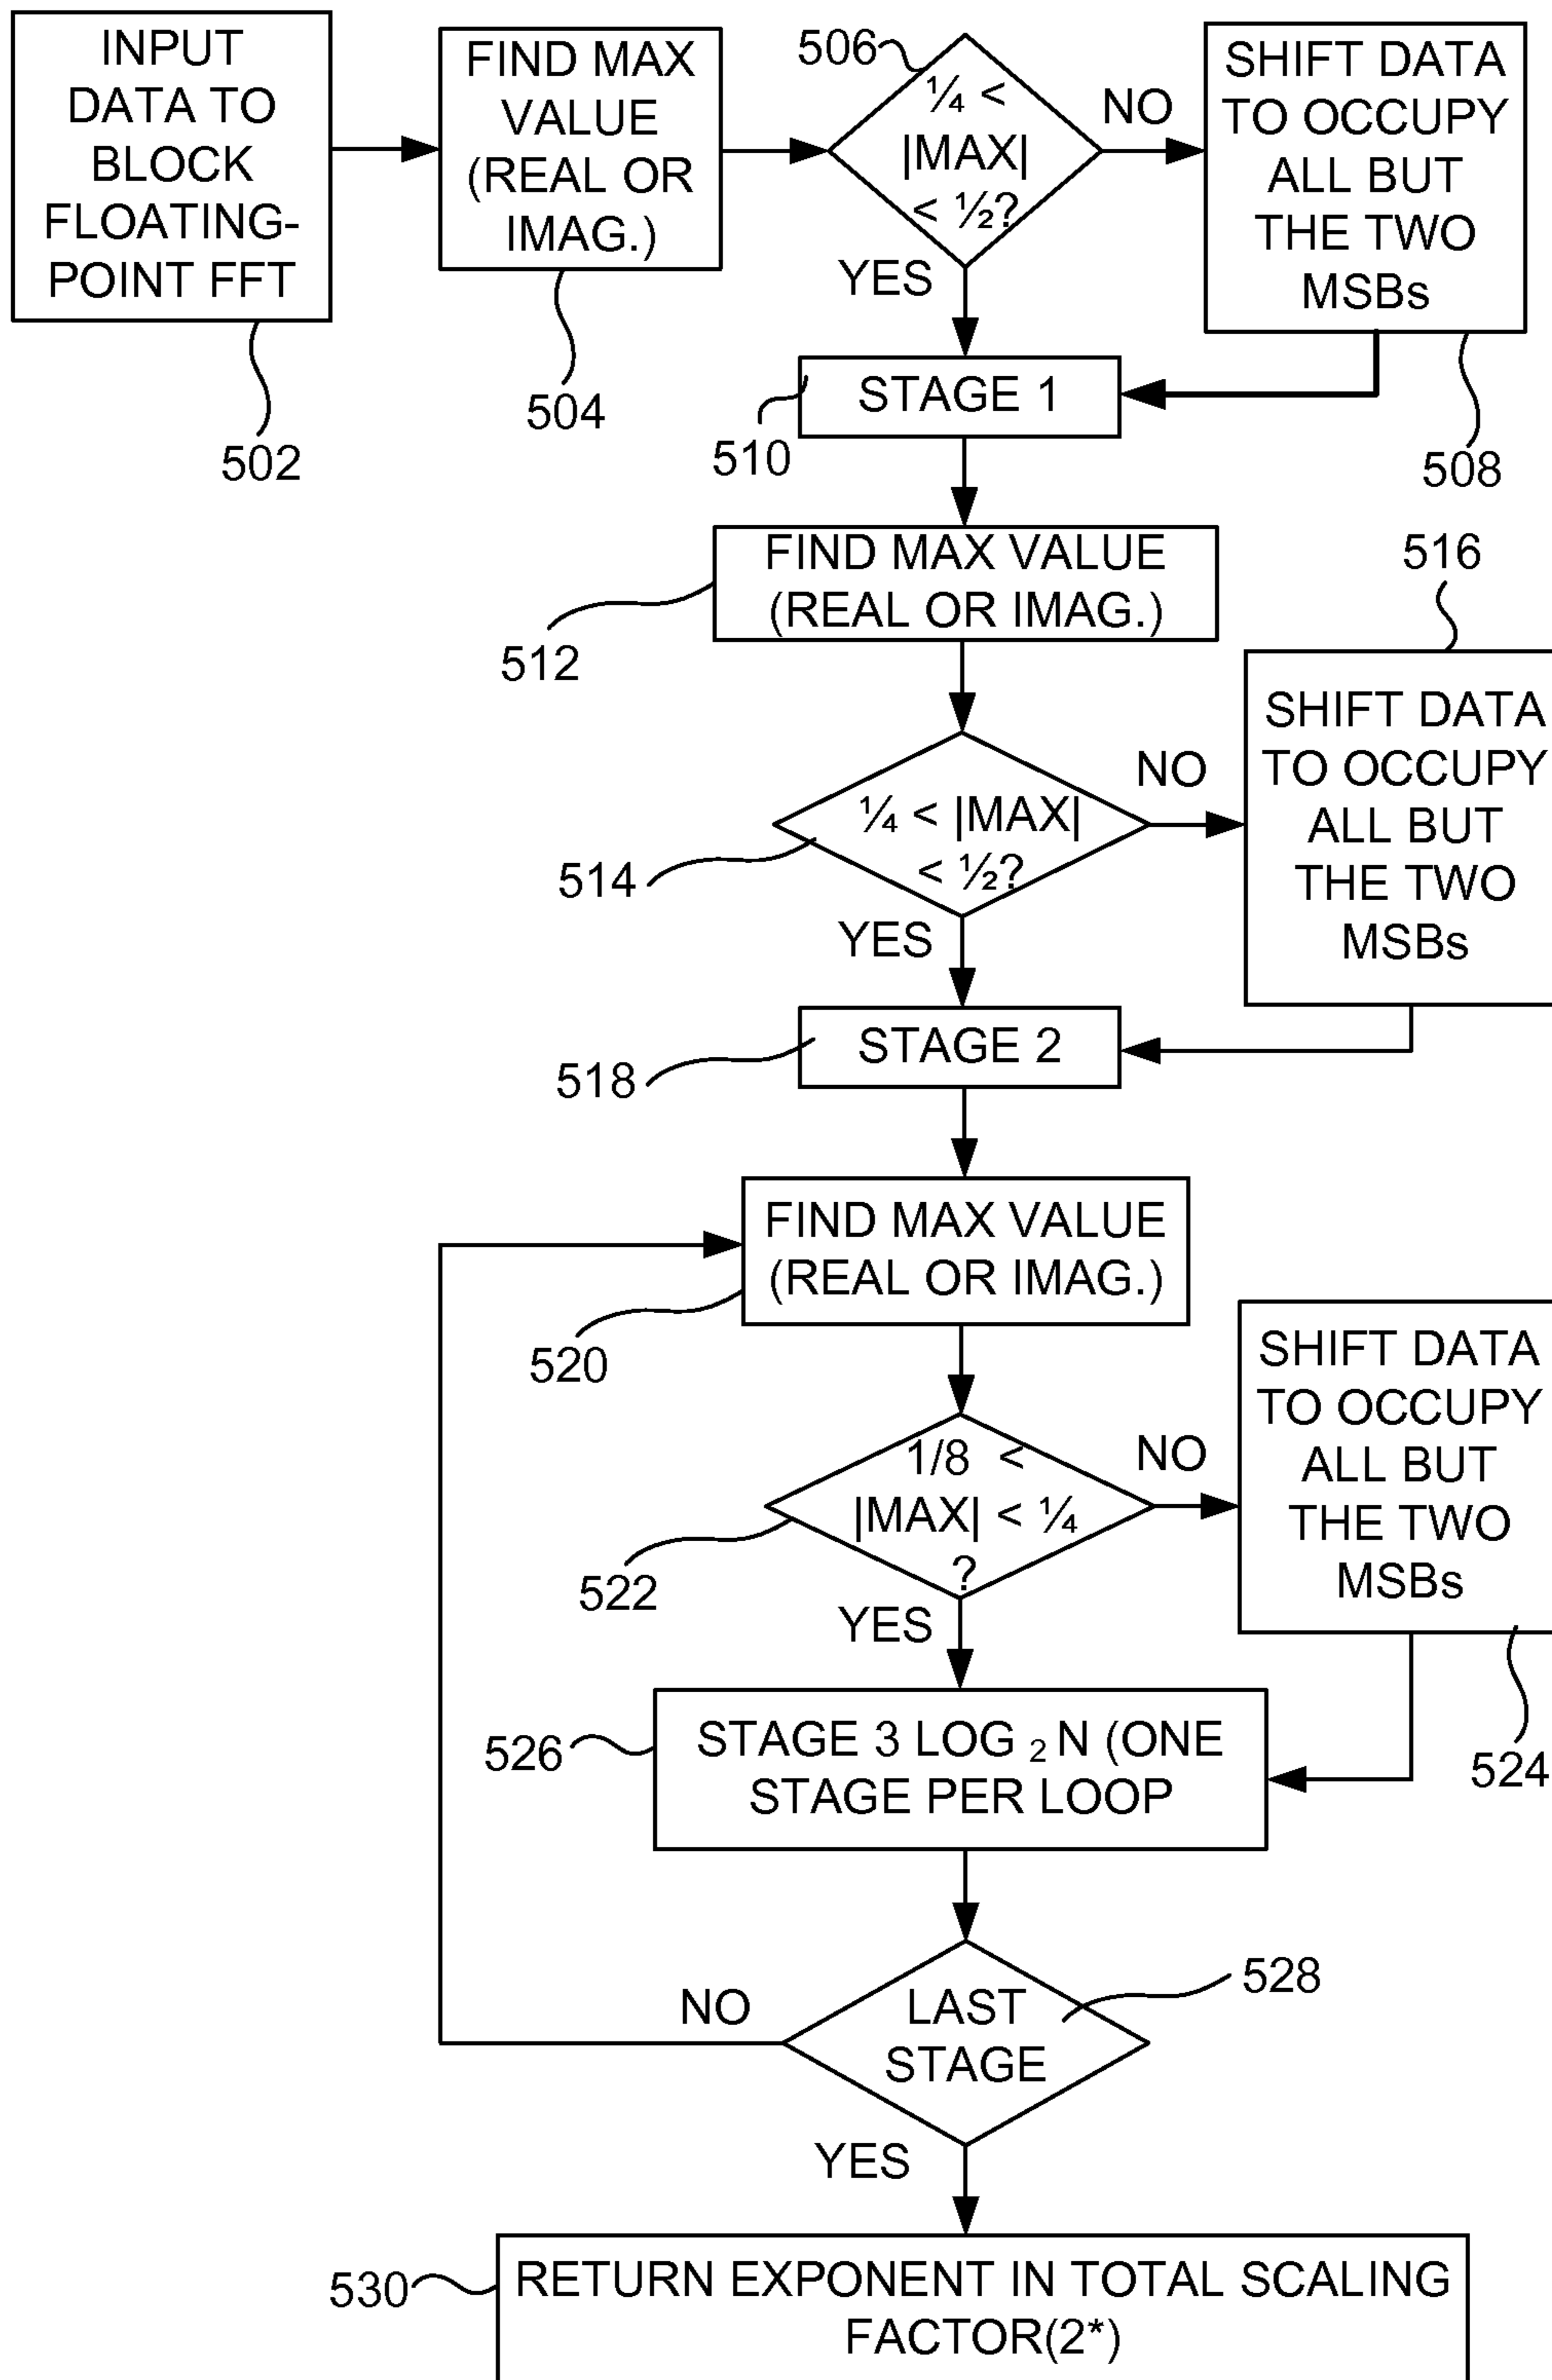 INPUT
DATA TO
BLOCK
FLOATING-
POINT FFT
502
FIND MAX
VALUE
(REAL OR
IMAG.)
504
506
¼ <
|MAX|
< ½?
NO
YES
SHIFT DATA
TO OCCUPY
ALL BUT
THE TWO
MSBs
508
STAGE 1
510
FIND MAX VALUE
(REAL OR IMAG.)
512
¼ < |MAX|
< ½?
514
NO
YES
516
SHIFT DATA
TO OCCUPY
ALL BUT
THE TWO
MSBs
STAGE 2
518
FIND MAX VALUE
(REAL OR IMAG.)
520
1/8 <
|MAX| < ¼
?
522
NO
YES
SHIFT DATA
TO OCCUPY
ALL BUT
THE TWO
MSBs
524
STAGE 3 LOG ₂ N (ONE
STAGE PER LOOP
526
LAST
STAGE
528
NO
YES
RETURN EXPONENT IN TOTAL SCALING
FACTOR(2*)
530